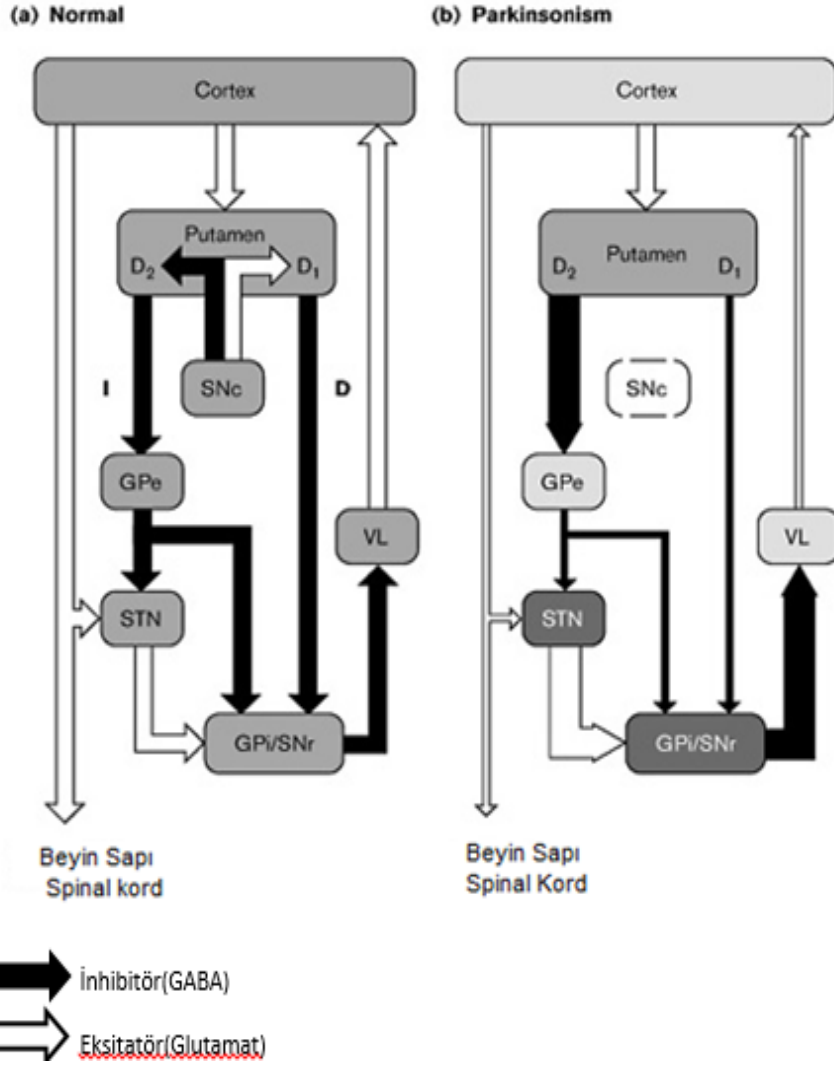 (a) Normal
Cortex
Putamen
D2
D1
I
SNc
D
GPe
VL
STN
GPi/SNr
Beyin Sapı
Spinal kord
(b) Parkinsonism
Cortex
Putamen
D2
D1
SNc
GPe
VL
STN
GPi/SNr
Beyin Sapı
Spinal Kord
İnhibitör(GABA)
Eksitatör(Glutamat)